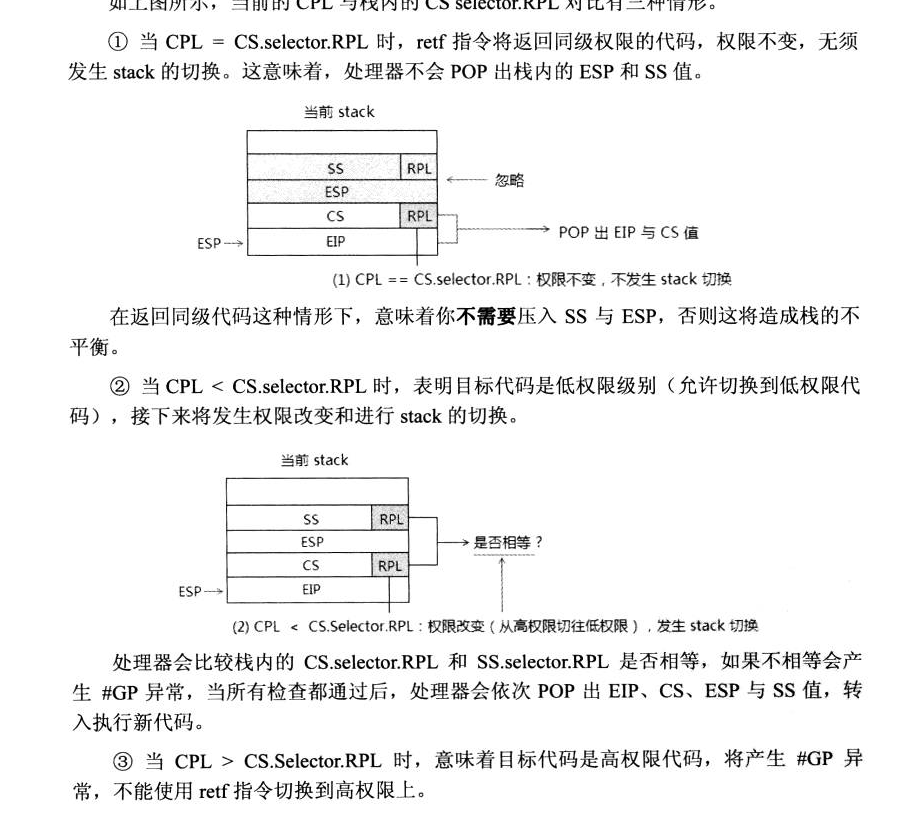 如上图所示，当前的 CPL 与栈内的 CS selector.RPL 对比有三种情形。
① 当 CPL = CS.selector.RPL 时，retf 指令将返回同级权限的代码，权限不变，无须
发生 stack 的切换。这意味着，处理器不会 POP 出栈内的 ESP 和 SS 值。
当前 stack
SS RPL
忽略
ESP
CS RPL
POP 出 EIP 与 CS 值
ESP EIP
(1) CPL == CS.selector.RPL：权限不变，不发生 stack 切换
在返回同级代码这种情形下，意味着你不需要压入 SS 与 ESP，否则这将造成栈的不
平衡。
② 当 CPL < CS.selector.RPL 时，表明目标代码是低权限级别（允许切换到低权限代
码），接下来将发生权限改变和进行 stack 的切换。
当前 stack
SS RPL
ESP 是否相等？
CS RPL
ESP EIP
(2) CPL < CS.Selector.RPL：权限改变（从高权限切往低权限），发生 stack 切换
处理器会比较栈内的 CS.selector.RPL 和 SS.selector.RPL 是否相等，如果不相等会产
生 #GP 异常，当所有检查都通过后，处理器会依次 POP 出 EIP、CS、ESP 与 SS 值，转
入执行新代码。
③ 当 CPL > CS.Selector.RPL 时，意味着目标代码是高权限代码，将产生 #GP 异
常，不能使用 retf 指令切换到高权限上。